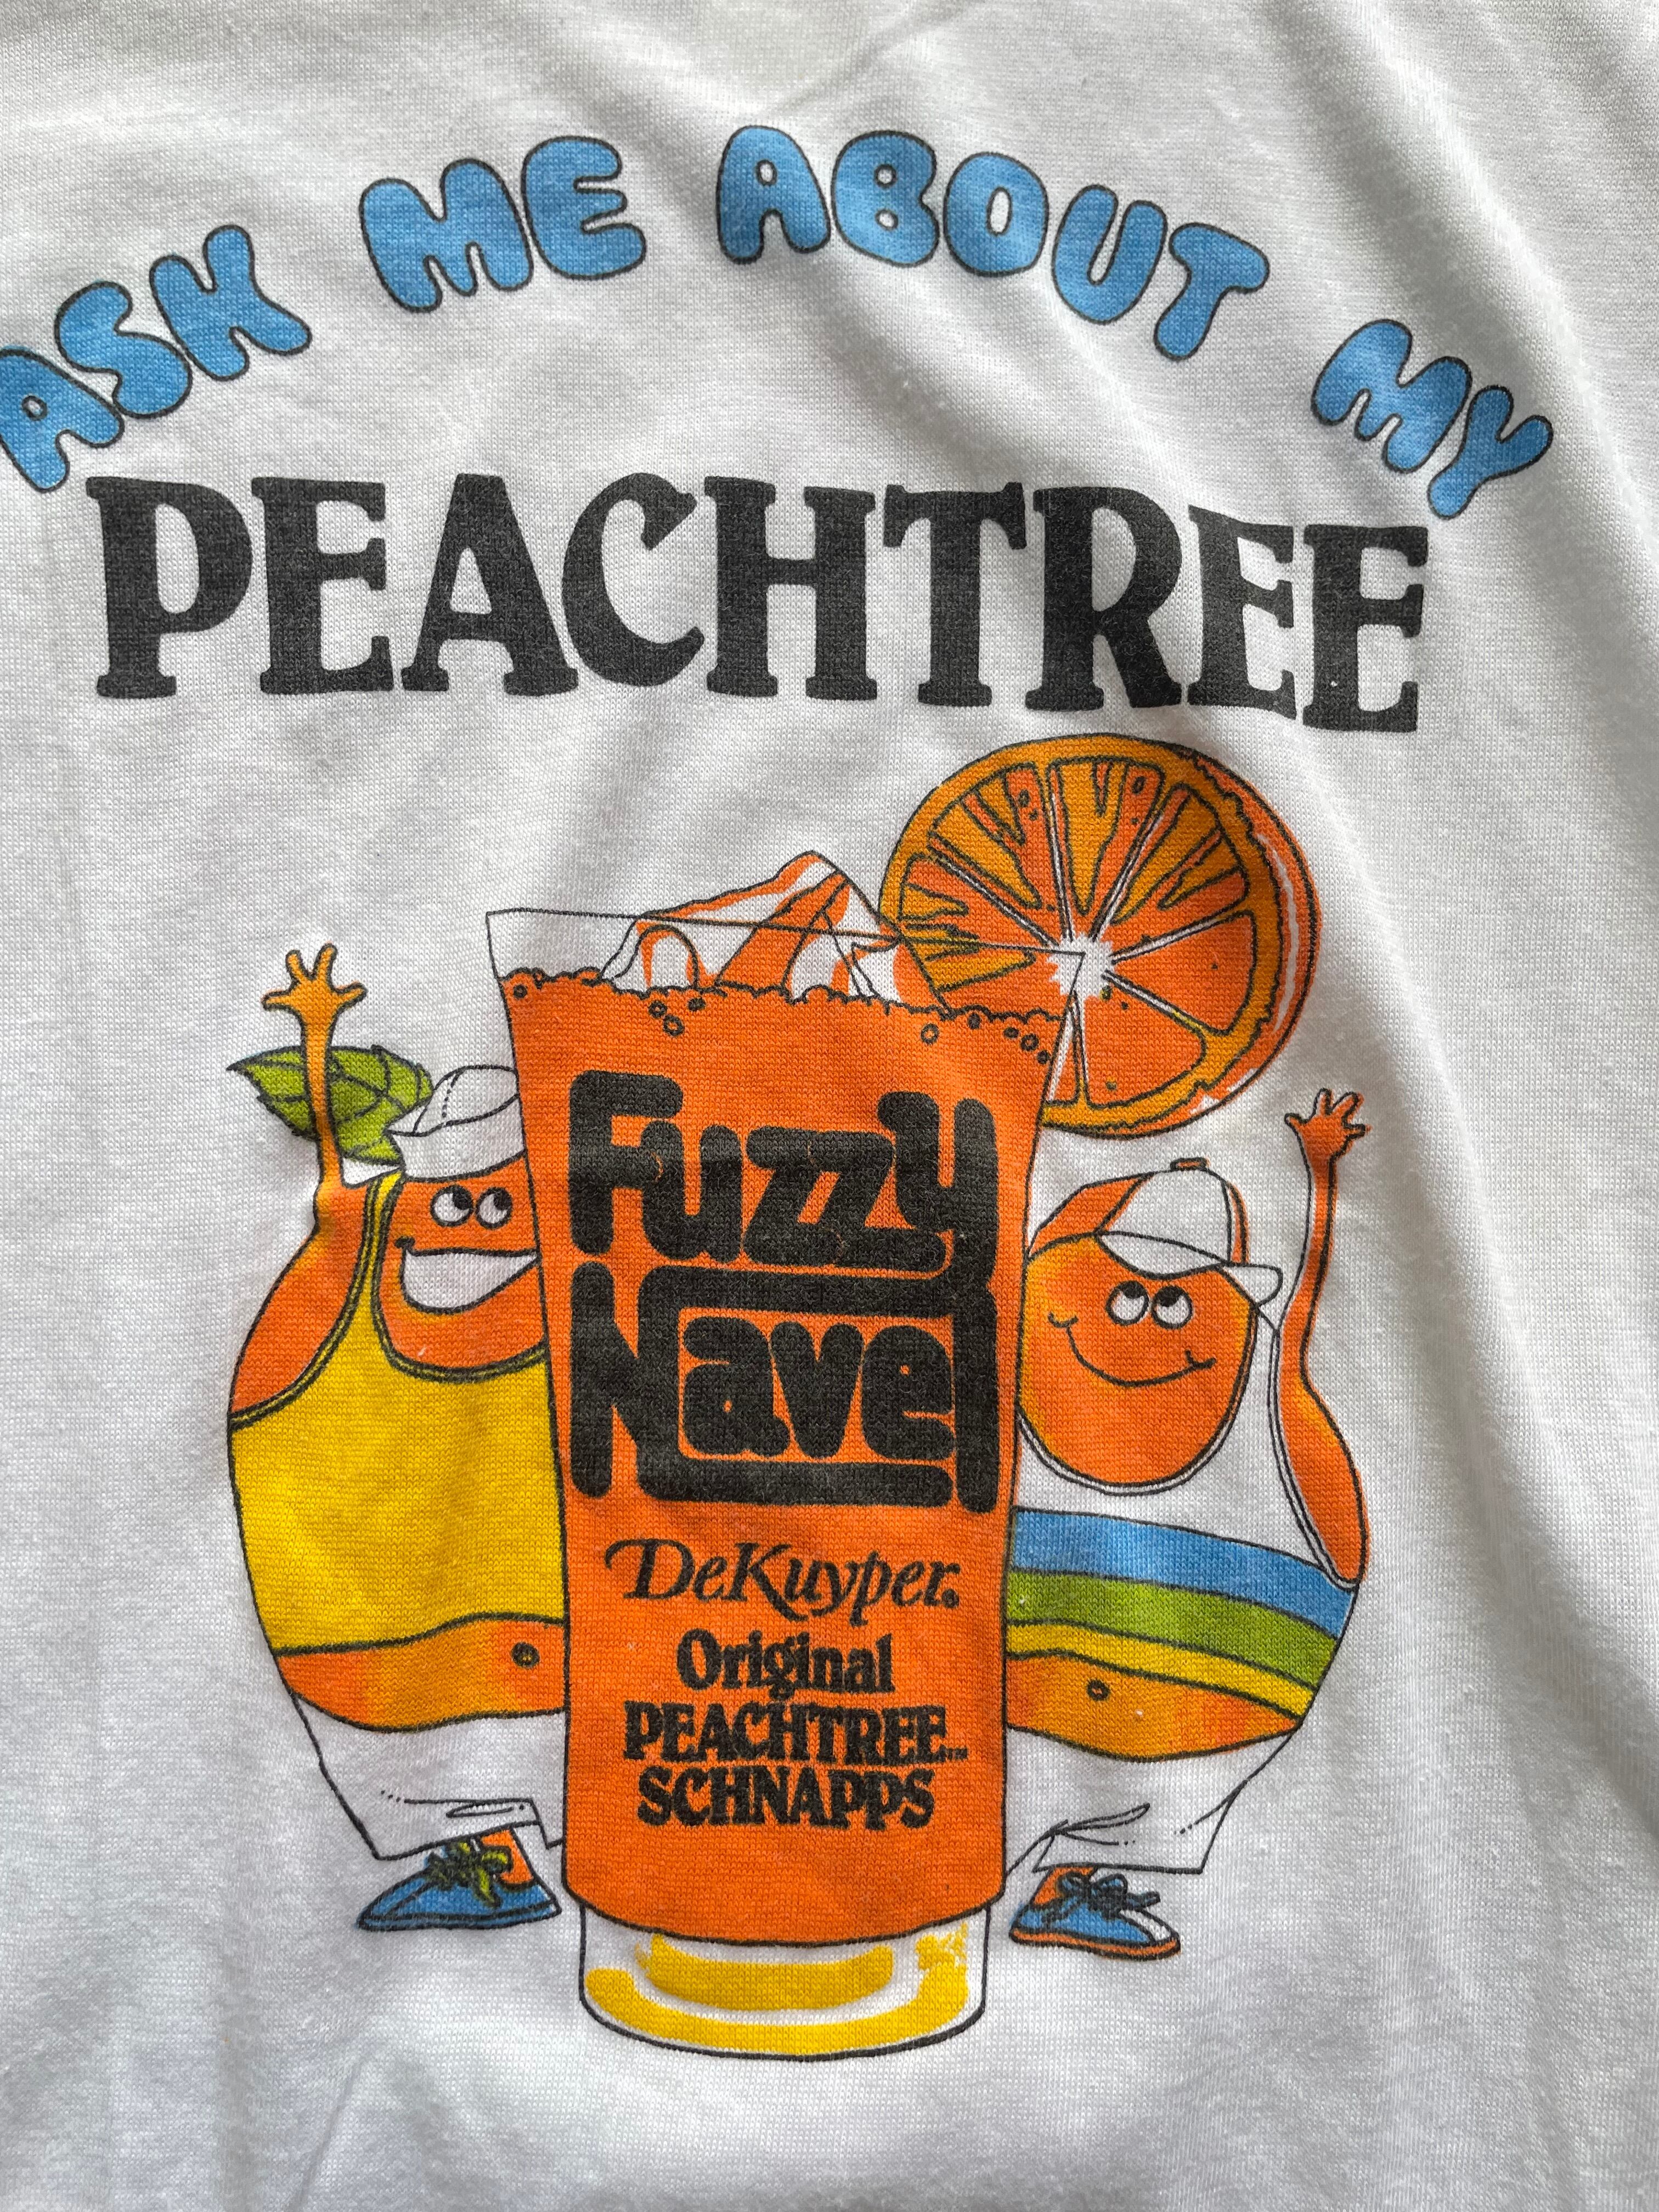 ASK ME ABOUT MY
PEACHTREE
Fuzzy
Navel
DeKuyper®
Original
PEACHTREE™
SCHNAPPS